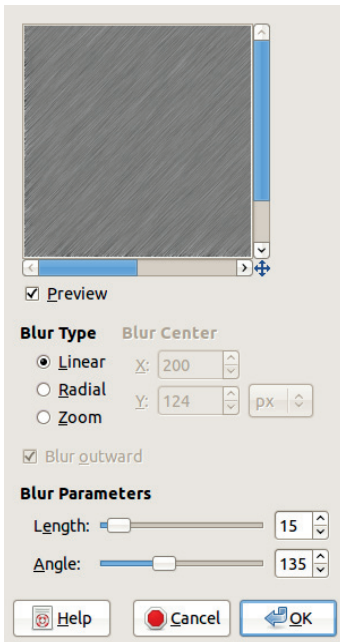 Preview
Blur Type Blur Center
Linear X: 200
Radial Y: 124 px
Zoom
Blur outward
Blur Parameters
Length: 15
Angle: 135
Help Cancel OK